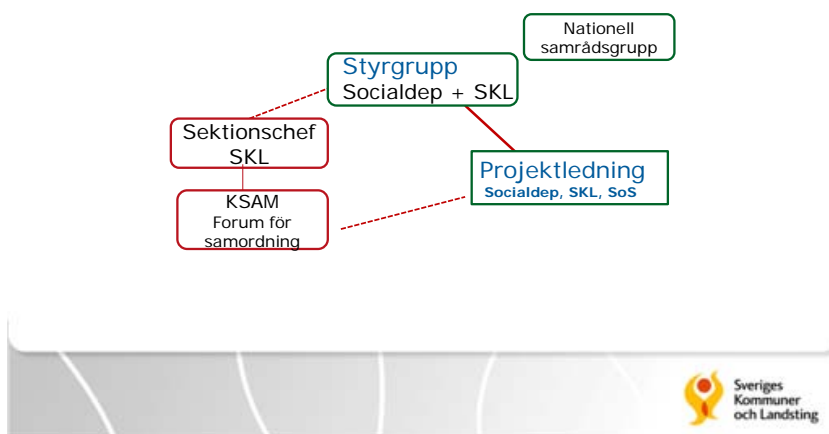 Nationell
samrådsgrupp
Styrgrupp
Socialdep + SKL
Sektionschef
SKL
Projektledning
Socialdep, SKL, SoS
KSAM
Forum för
samordning
Sveriges
Kommuner
och Landsting